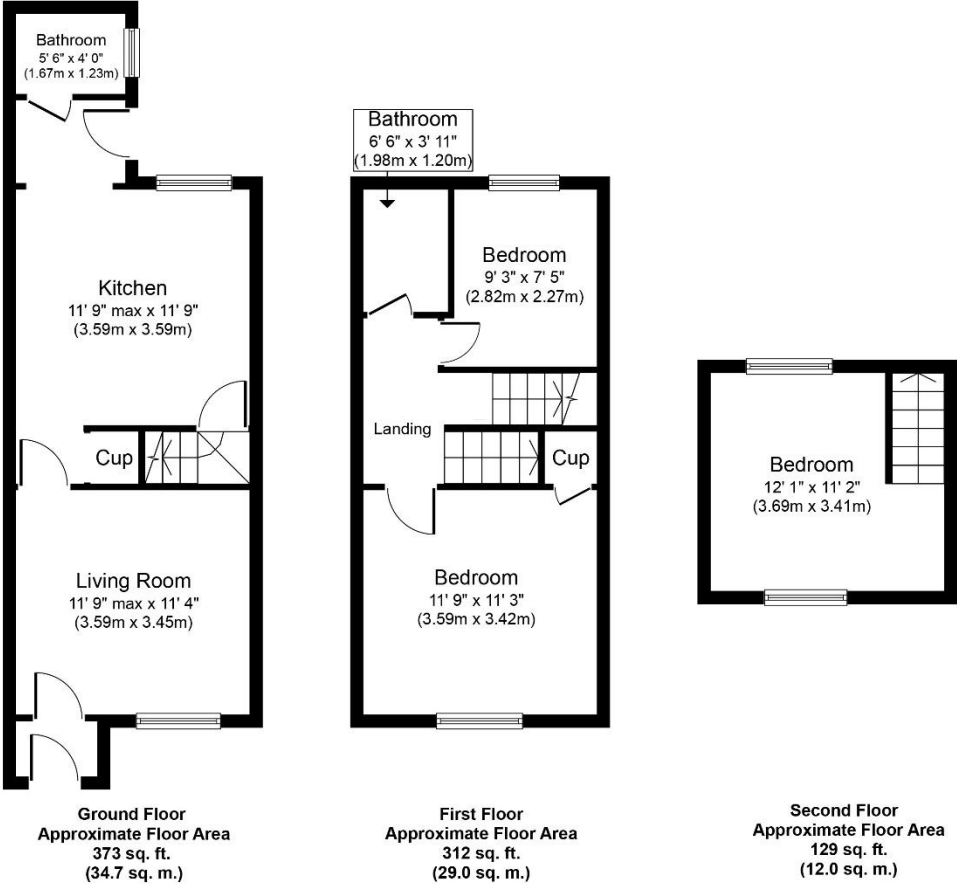 Bathroom
5' 6" x 4' 0"
(1.67m x 1.23m)
Kitchen
11' 9" max x 11' 9"
(3.59m x 3.59m)
Cup
Living Room
11' 9" max x 11' 4"
(3.59m x 3.45m)
Ground Floor
Approximate Floor Area
373 sq. ft.
(34.7 sq. m.)
Bathroom
6' 6" x 3' 11"
(1.98m x 1.20m)
Bedroom
9' 3" x 7' 5"
(2.82m x 2.27m)
Landing
Cup
Bedroom
11' 9" x 11' 3"
(3.59m x 3.42m)
First Floor
Approximate Floor Area
312 sq. ft.
(29.0 sq. m.)
Bedroom
12' 1" x 11' 2"
(3.69m x 3.41m)
Second Floor
Approximate Floor Area
129 sq. ft.
(12.0 sq. m.)